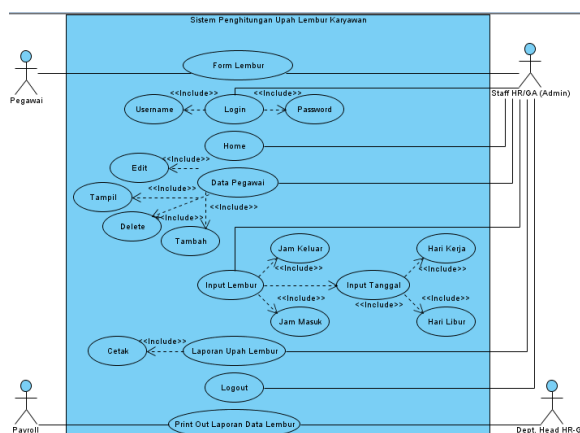 Sistem Penghitungan Upah Lembur Karyawan
Form Lembur
Pegawai
Staff HR/GA (Admin)
<<Include>>
<<Include>>
Username
Login
Password
Home
<<Include>>
Edit
Data Pegawai
Tampil
<<Include>>
<<Include>>
Delete
<<Include>>
Tambah
Jam Keluar
Hari Kerja
<<Include>>
<<Include>>
Input Lembur
Input Tanggal
<<Include>>
<<Include>>
<<Include>>
Jam Masuk
Hari Libur
<<Include>>
Cetak
Laporan Upah Lembur
Logout
Print Out Laporan Data Lembur
Payroll
Dept. Head HR-G